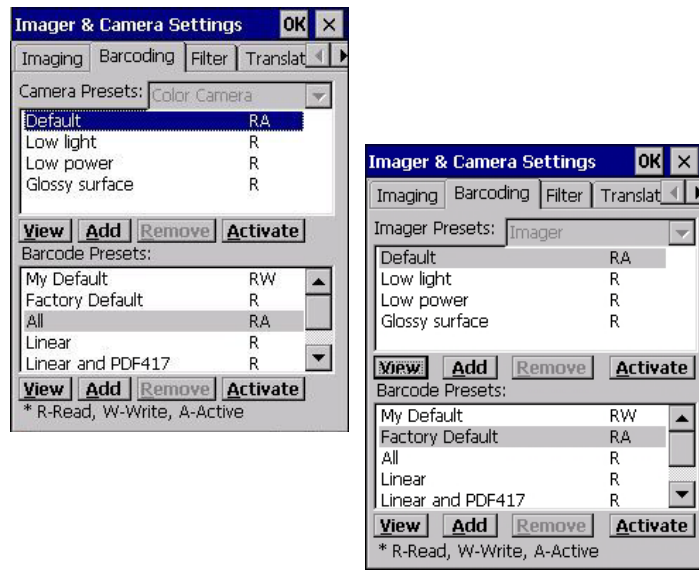 Imager & Camera Settings OK ×
Imaging Barcoding Filter Translat
Camera Presets: Color Camera
Default RA
Low light R
Low power R
Glossy surface R
View Add Remove Activate
Barcode Presets:
My Default RW
Factory Default R
All RA
Linear R
Linear and PDF417 R
View Add Remove Activate
* R-Read, W-Write, A-Active
Imager & Camera Settings OK ×
Imaging Barcoding Filter Translat
Imager Presets: Imager
Default RA
Low light R
Low power R
Glossy surface R
View Add Remove Activate
Barcode Presets:
My Default RW
Factory Default RA
All R
Linear R
Linear and PDF417 R
View Add Remove Activate
* R-Read, W-Write, A-Active